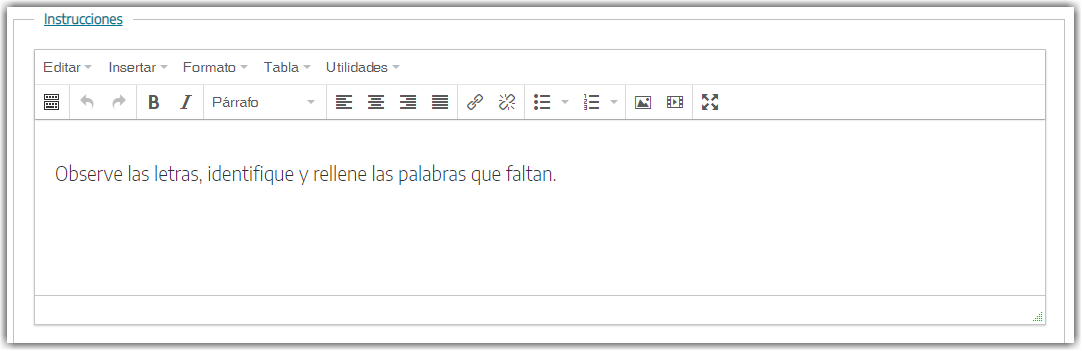 Instrucciones
Editar Insertar Formato Tabla Utilidades
B I Párrafo
Observe las letras, identifique y rellene las palabras que faltan.